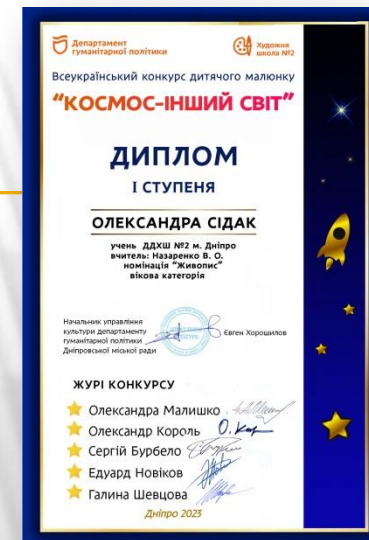 Департамент
гуманітарної політики
Художня
школа №2
Всеукраїнський конкурс дитячого малюнку
"КОСМОС-ІНШИЙ СВІТ"
ДИПЛОМ
І СТУПЕНЯ
ОЛЕКСАНДРА СІДАК
учень ДДХШ №2 м. Дніпро
вчитель: Назаренко В. О.
номінація "Живопис"
вікова категорія
Начальник управління
культури департаменту
гуманітарної політики
Дніпровської міської ради
Євген Хорошилов
ЖУРІ КОНКУРСУ
Олександра Малишко
Олександр Король
Сергій Бурбело
Едуард Новіков
Галина Шевцова
Дніпро 2023